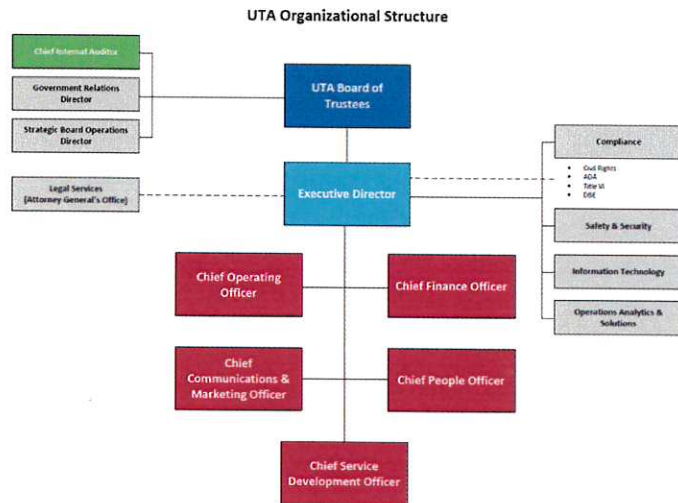 UTA Organizational Structure
Chief Internal Auditor
Government Relations
Director
Strategic Board Operations
Director
Legal Services
(Attorney General's Office)
UTA Board of
Trustees
Executive Director
Compliance
• Civil Rights
• ADA
• Title VI
• DBE
Safety & Security
Information Technology
Operations Analytics &
Solutions
Chief Operating
Officer
Chief Finance Officer
Chief
Communications &
Marketing Officer
Chief People Officer
Chief Service
Development Officer